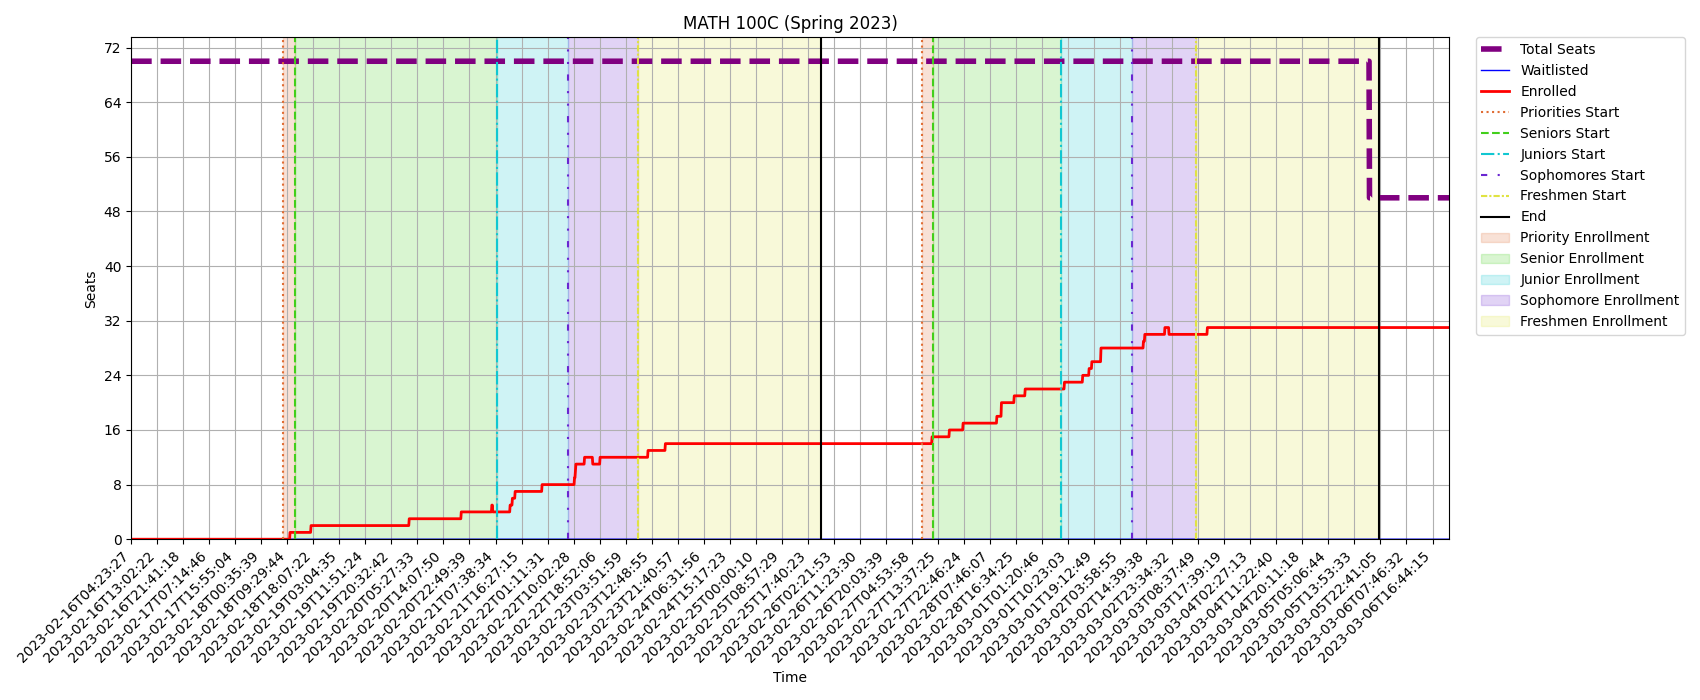 MATH 100C (Spring 2023)
72
64
56
48
40
32
24
16
8
0
Seats
2023-02-16T04:23:27
2023-02-16T13:02:22
2023-02-16T21:41:18
2023-02-17T07:14:46
2023-02-17T15:55:04
2023-02-18T00:35:39
2023-02-18T09:29:44
2023-02-18T18:07:22
2023-02-19T03:04:35
2023-02-19T11:51:24
2023-02-19T20:32:42
2023-02-20T05:27:33
2023-02-20T14:07:50
2023-02-20T22:49:39
2023-02-21T07:38:34
2023-02-21T16:27:15
2023-02-22T01:11:31
2023-02-22T10:02:28
2023-02-22T18:52:06
2023-02-23T03:51:59
2023-02-23T12:48:55
2023-02-23T21:40:57
2023-02-24T06:31:56
2023-02-24T15:17:23
2023-02-25T00:00:10
2023-02-25T08:57:29
2023-02-25T17:40:23
2023-02-26T02:21:53
2023-02-26T11:23:30
2023-02-26T20:03:39
2023-02-27T04:53:58
2023-02-27T13:37:25
2023-02-27T22:46:24
2023-02-28T07:46:07
2023-02-28T16:34:25
2023-03-01T01:20:46
2023-03-01T10:23:03
2023-03-01T19:12:49
2023-03-02T03:58:55
2023-03-02T14:39:38
2023-03-02T23:34:32
2023-03-03T08:37:49
2023-03-03T17:39:19
2023-03-04T02:27:13
2023-03-04T11:22:40
2023-03-04T20:11:18
2023-03-05T05:06:44
2023-03-05T13:53:33
2023-03-05T22:41:05
2023-03-06T07:46:32
2023-03-06T16:44:15
Time
Total Seats
Waitlisted
Enrolled
Priorities Start
Seniors Start
Juniors Start
Sophomores Start
Freshmen Start
End
Priority Enrollment
Senior Enrollment
Junior Enrollment
Sophomore Enrollment
Freshmen Enrollment